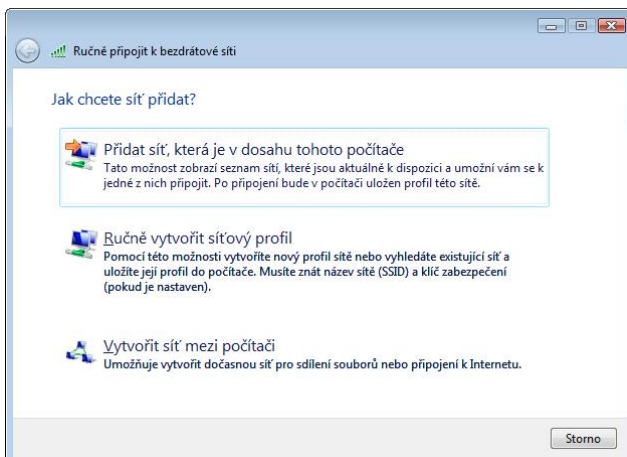 Ručně připojit k bezdrátové síti
Jak chcete síť přidat?
Přidat síť, která je v dosahu tohoto počítače
Tato možnost zobrazí seznam sítí, které jsou aktuálně k dispozici a umožní vám se k
jedné z nich připojit. Po připojení bude v počítači uložen profil této sítě.
Ručně vytvořit síťový profil
Pomocí této možnosti vytvoříte nový profil sítě nebo vyhledáte existující síť a
uložíte její profil do počítače. Musíte znát název sítě (SSID) a klíč zabezpečení
(pokud je nastaven).
Vytvořit síť mezi počítači
Umožňuje vytvořit dočasnou síť pro sdílení souborů nebo připojení k Internetu.
Storno